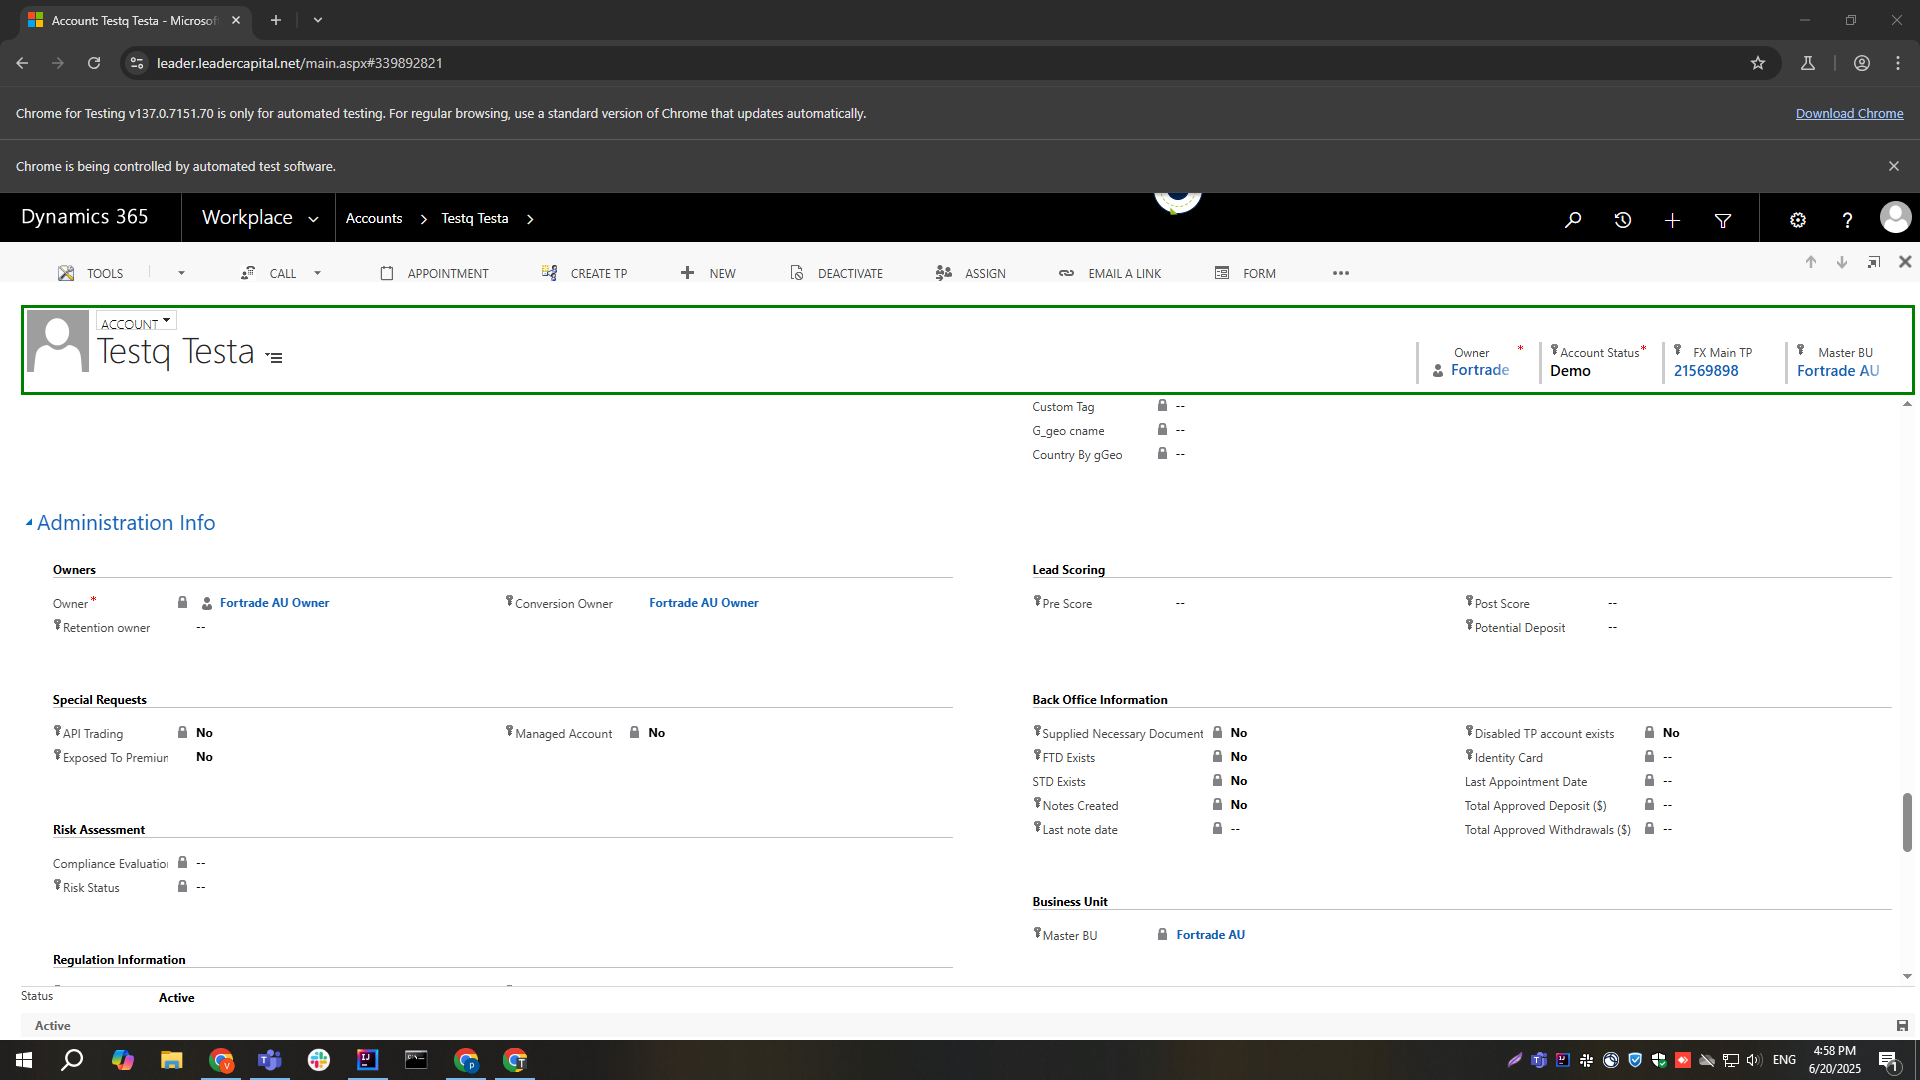 Account: Testq Testa - Microsof
leader.leadercapital.net/main.aspx#339892821
Chrome for Testing v137.0.7151.70 is only for automated testing. For regular browsing, use a standard version of Chrome that updates automatically.
Download Chrome
Chrome is being controlled by automated test software.
Dynamics 365
Workplace
Accounts
Testq Testa
TOOLS
CALL
APPOINTMENT
CREATE TP
NEW
DEACTIVATE
ASSIGN
EMAIL A LINK
FORM
ACCOUNT
Testq Testa
Owner *
Fortrade
Account Status *
Demo
FX Main TP
21569898
Master BU
Fortrade AU
Custom Tag --
G_geo cname --
Country By gGeo --
Administration Info
Owners
Owner * Fortrade AU Owner
Conversion Owner Fortrade AU Owner
Retention owner --
Lead Scoring
Pre Score --
Post Score --
Potential Deposit --
Special Requests
API Trading No
Managed Account No
Exposed To Premiun No
Back Office Information
Supplied Necessary Document No
Disabled TP account exists No
FTD Exists No
Identity Card --
STD Exists No
Last Appointment Date --
Notes Created No
Total Approved Deposit ($) --
Last note date --
Total Approved Withdrawals ($) --
Risk Assessment
Compliance Evaluatio --
Risk Status --
Business Unit
Master BU Fortrade AU
Regulation Information
Status Active
Active
ENG
4:58 PM
6/20/2025
1